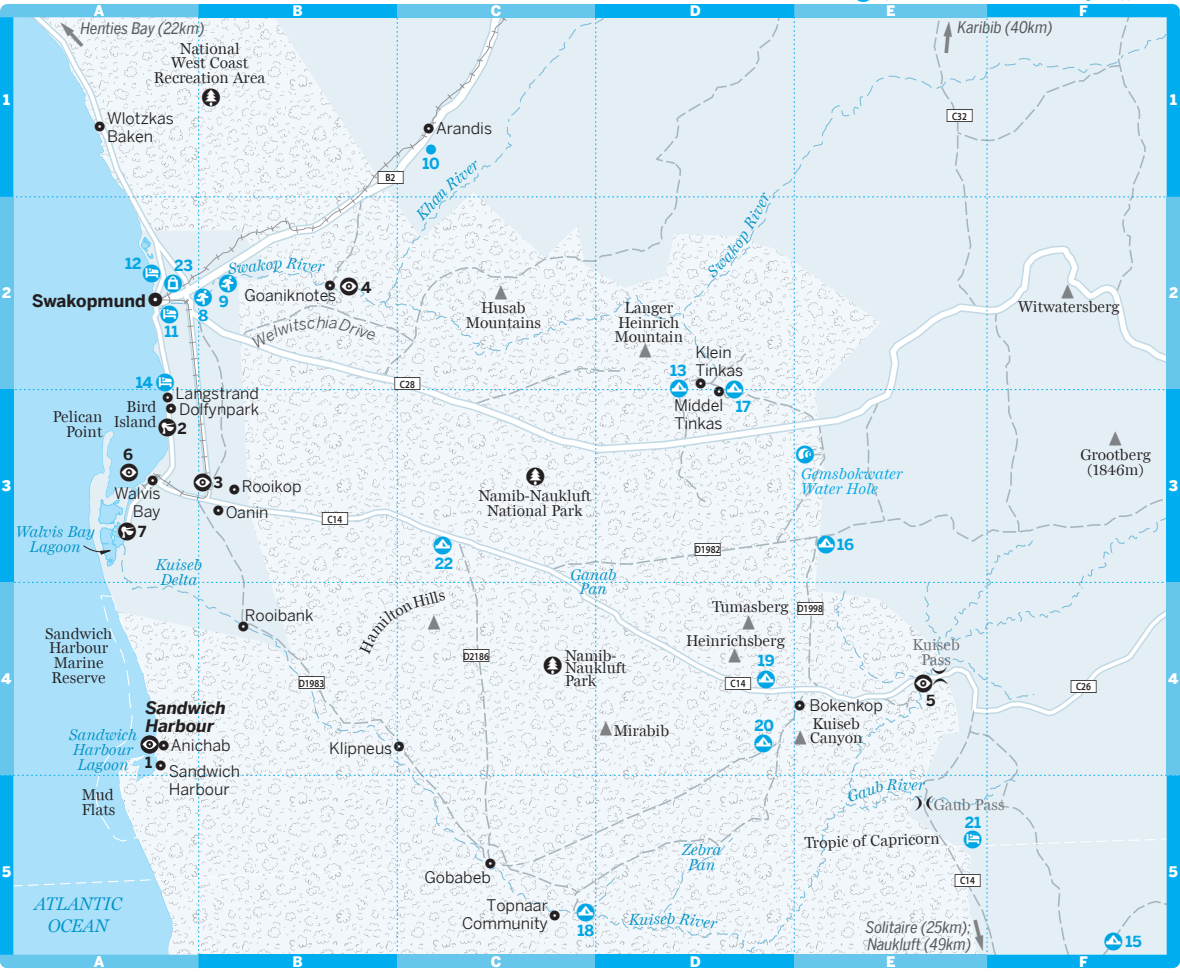 A
B
C
D
E
F
Henties Bay (22km)
Karibib (40km)
National
West Coast
Recreation Area
1
1
Wlotzkas
Baken
Arandis
10
C32
B2
Khan River
Swakop River
12
23
Swakop River
Goanikontes
4
9
8
2
2
Swakopmund
11
Welwitschia Drive
Husab
Mountains
Langer
Heinrich
Mountain
Witwatersberg
Klein
Tinkas
13
17
Middel
Tinkas
14
C28
Langstrand
Dolfynpark
Bird
Island
2
Pelican
Point
6
3
Rooikop
Walvis
Bay
Oanin
7
Walvis Bay
Lagoon
Kuiseb
Delta
C14
Namib-Naukluft
National Park
Gemsbokwater
Water Hole
Grootberg
(1846m)
3
3
22
D1982
16
Ganab
Pan
Rooibank
Hamilton Hills
Tumasberg
D1998
Heinrichsberg
Sandwich
Harbour
Marine
Reserve
D2186
Namib-
Naukluft
Park
19
C14
Kuiseb
Pass
5
C26
4
4
D1983
Sandwich
Harbour
Bokenkop
Kuiseb
Canyon
Mirabib
20
Sandwich
Harbour
Lagoon
Anichab
1
Sandwich
Harbour
Klipneus
Mud
Flats
Gaub River
Gaub Pass
21
Tropic of Capricorn
Zebra
Pan
5
5
Gobabeb
C14
ATLANTIC
OCEAN
Topnaar
Community
18
Kuiseb River
Solitaire (25km);
Naukluft (49km)
15
A
B
C
D
E
F